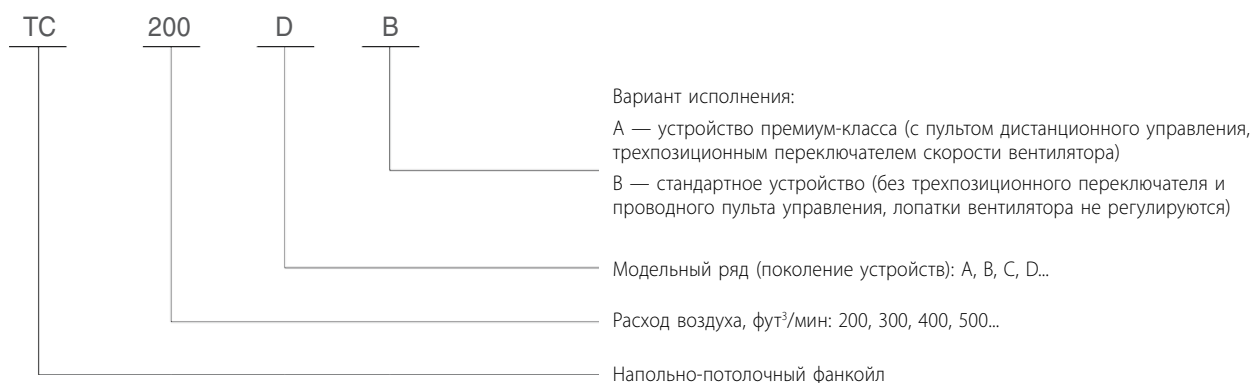 TC 200 D B
Вариант исполнения:
А — устройство премиум-класса (с пультом дистанционного управления,
трехпозиционным переключателем скорости вентилятора)
В — стандартное устройство (без трехпозиционного переключателя и
проводного пульта управления, лопатки вентилятора не регулируются)
Модельный ряд (поколение устройств): A, B, C, D...
Расход воздуха, фут³/мин: 200, 300, 400, 500...
Напольно-потолочный фанкойл